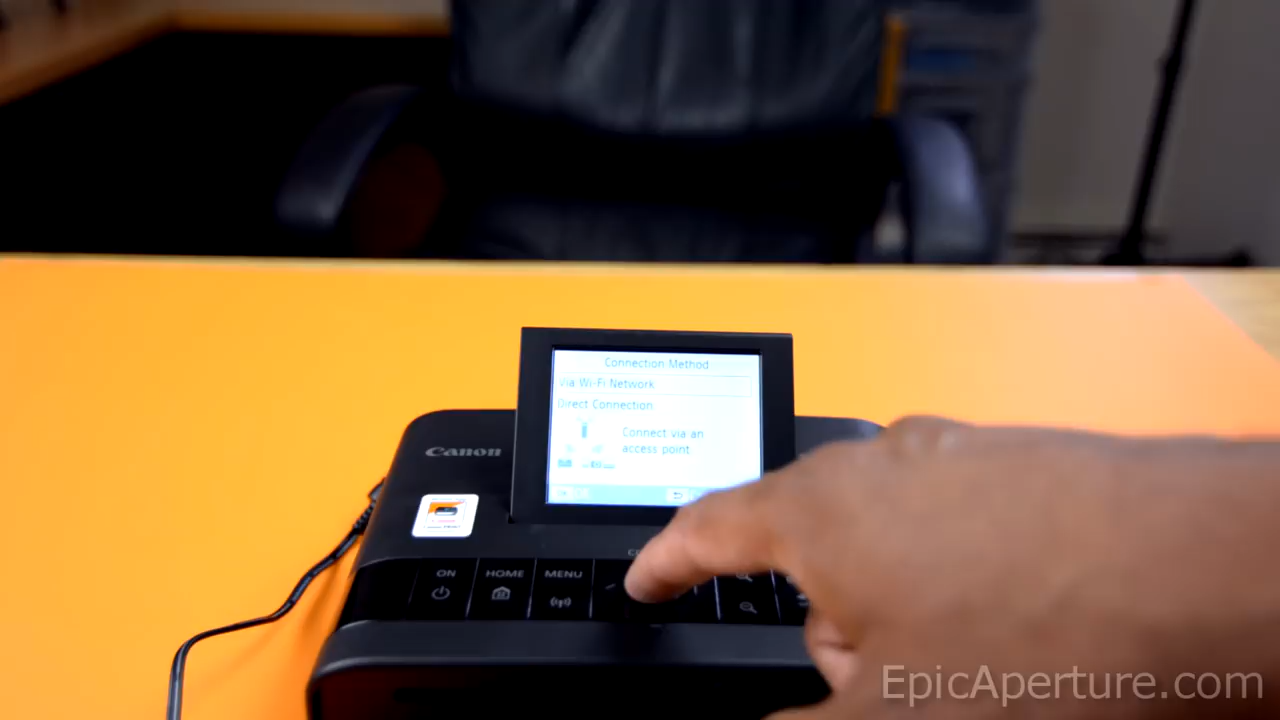 Connection Method
Via Wi-Fi Network
Direct Connection
Connect via an
access point
Canon
ON
HOME
MENU
EpicAperture.com